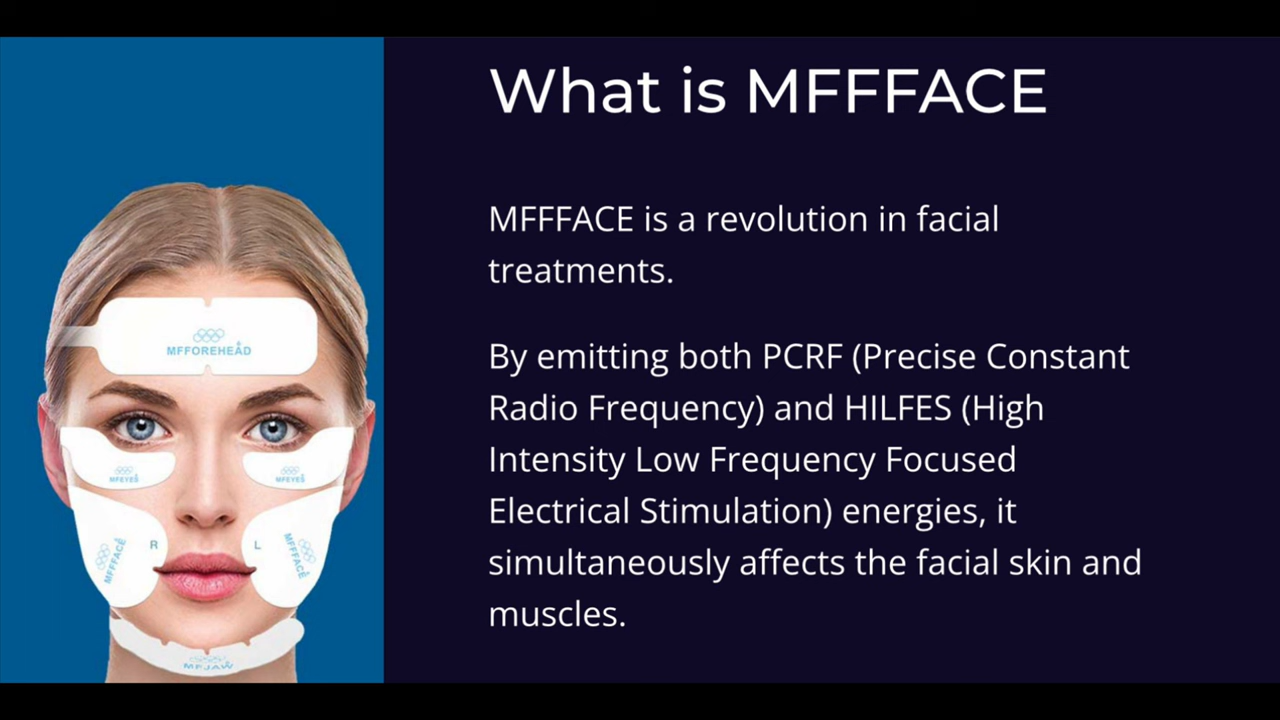 What is MFFFACE
MFFFACE is a revolution in facial
treatments.
By emitting both PCRF (Precise Constant
Radio Frequency) and HILFES (High
Intensity Low Frequency Focused
Electrical Stimulation) energies, it
simultaneously affects the facial skin and
muscles.
MFFOREHEAD
MFEYES
MFEYES
MFFFACE
R
L
MFFFACE
MFJAW